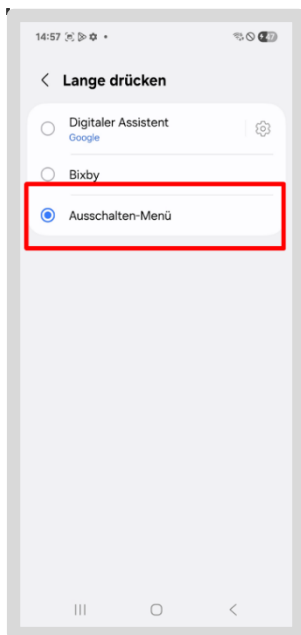 14:57
Lange drücken
Digitaler Assistent
Google
Bixby
Ausschalten-Menü